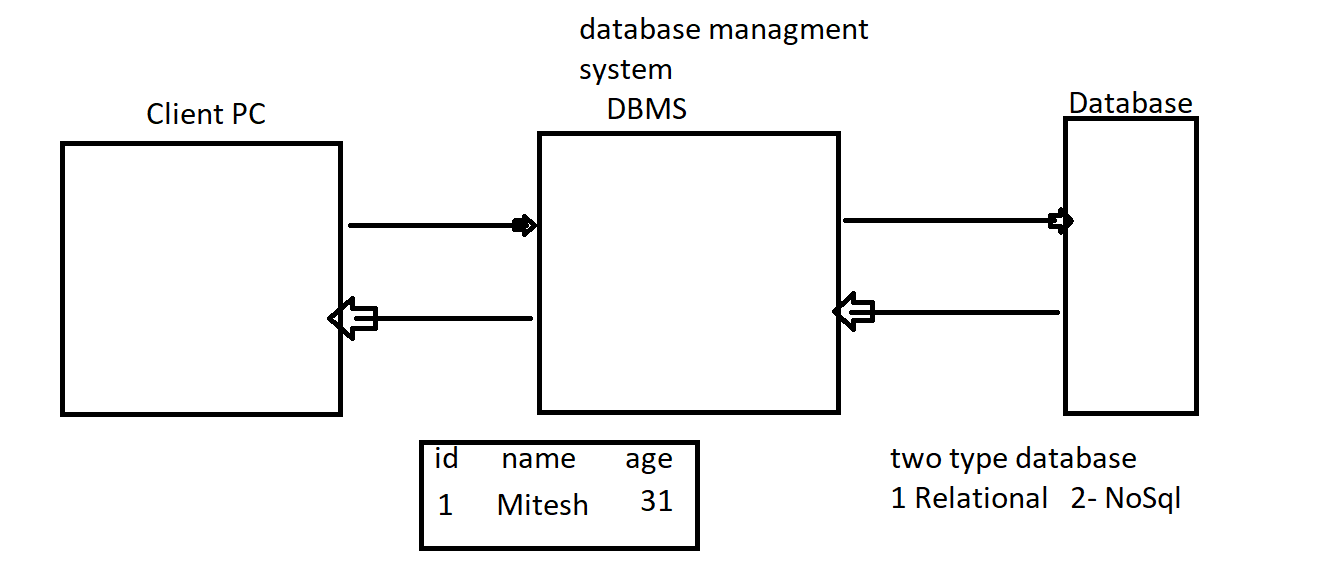 database managment
system
DBMS
Client PC
Database
id name age
1 Mitesh 31
two type database
1 Relational 2- NoSql